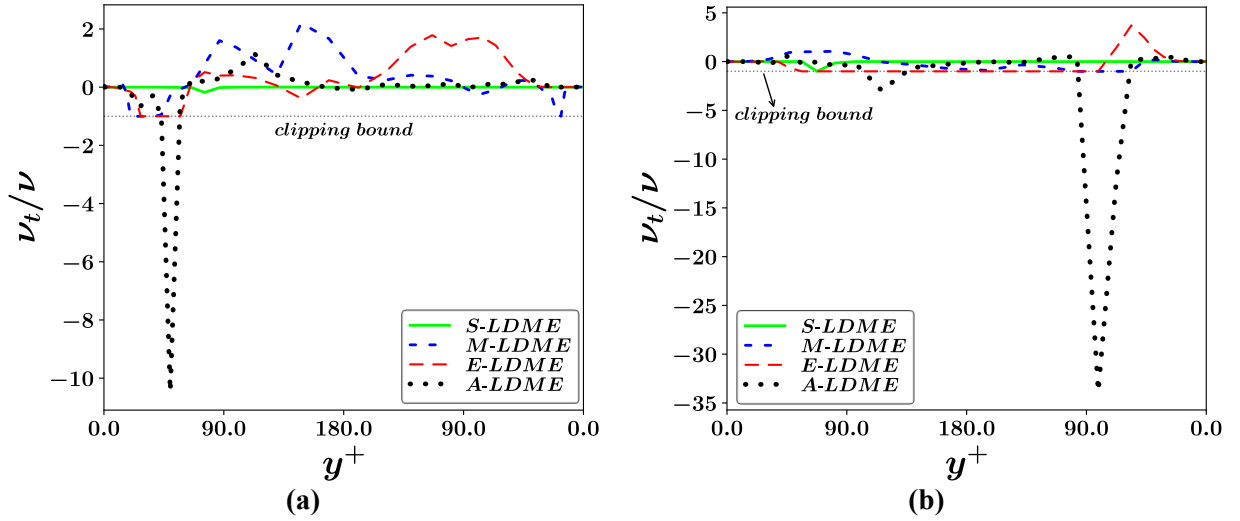 2
0
−2
−4
−6
−8
−10
ν_t/ν
clipping bound
S-LDME
M-LDME
E-LDME
A-LDME
0.0 90.0 180.0 90.0 0.0
y⁺
(a)
5
0
−5
−10
−15
−20
−25
−30
−35
ν_t/ν
clipping bound
S-LDME
M-LDME
E-LDME
A-LDME
0.0 90.0 180.0 90.0 0.0
y⁺
(b)